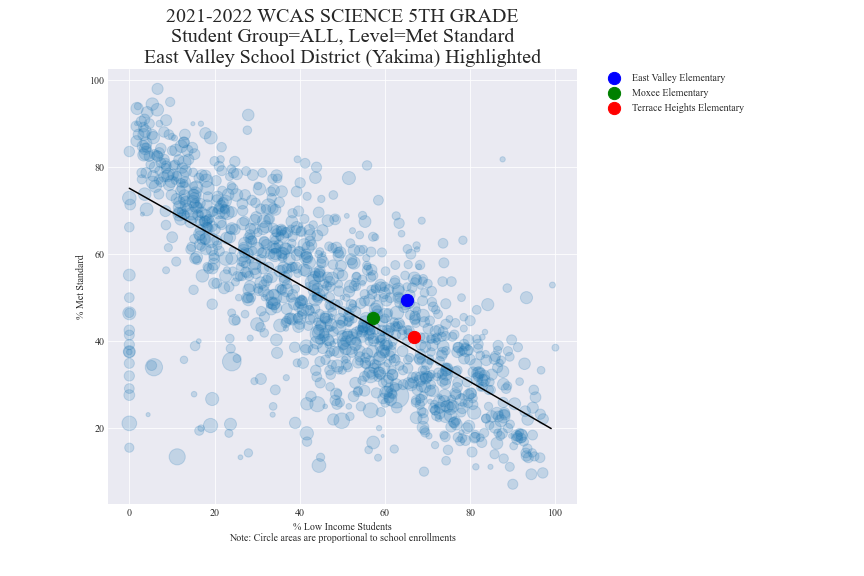 2021-2022 WCAS SCIENCE 5TH GRADE
Student Group=ALL, Level=Met Standard
East Valley School District (Yakima) Highlighted
East Valley Elementary
Moxee Elementary
Terrace Heights Elementary
100
80
60
40
20
% Met Standard
0 20 40 60 80 100
% Low Income Students
Note: Circle areas are proportional to school enrollments